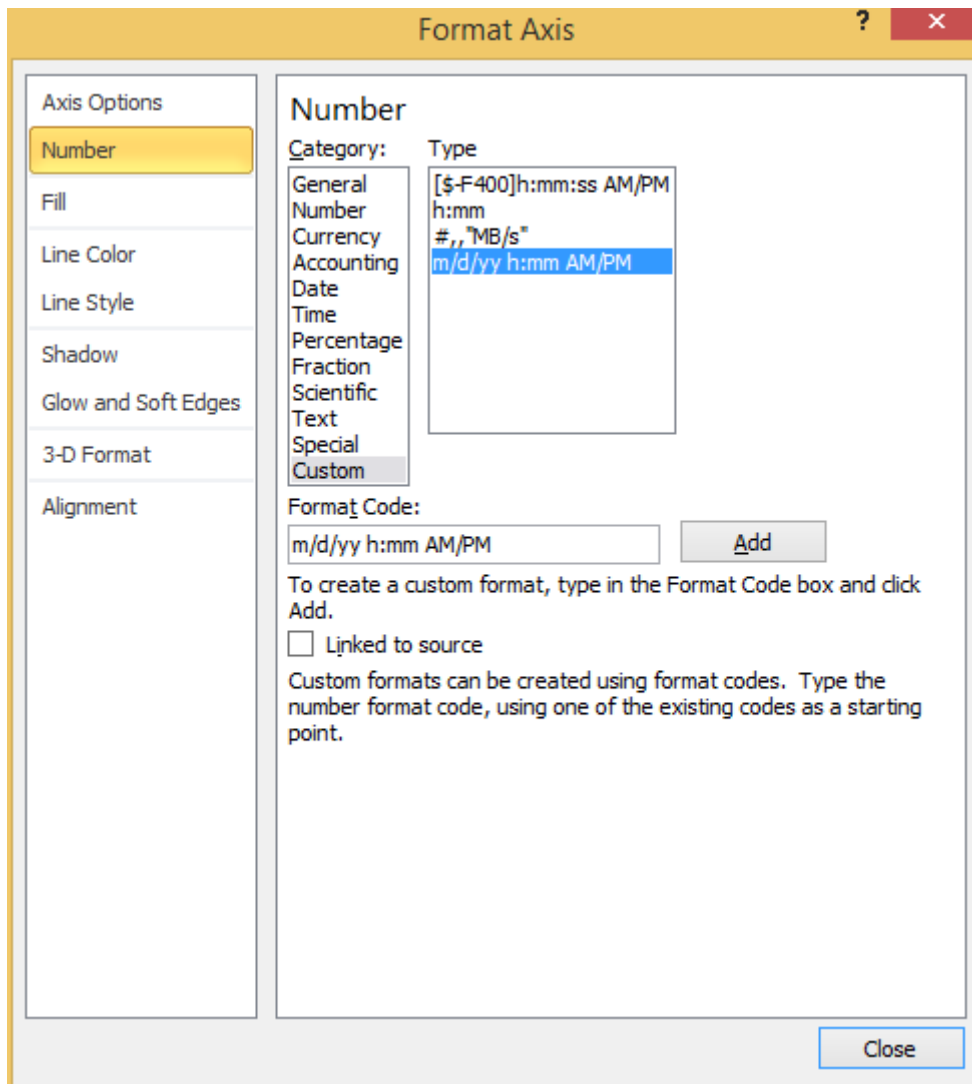 Format Axis
?
×
Axis Options
Number
Fill
Line Color
Line Style
Shadow
Glow and Soft Edges
3-D Format
Alignment
Number
Category:
General
Number
Currency
Accounting
Date
Time
Percentage
Fraction
Scientific
Text
Special
Custom
Type
[$-F400]h:mm:ss AM/PM
h:mm
#,,"MB/s"
m/d/yy h:mm AM/PM
Format Code:
m/d/yy h:mm AM/PM
Add
To create a custom format, type in the Format Code box and click
Add.
Linked to source
Custom formats can be created using format codes.  Type the
number format code, using one of the existing codes as a starting
point.
Close